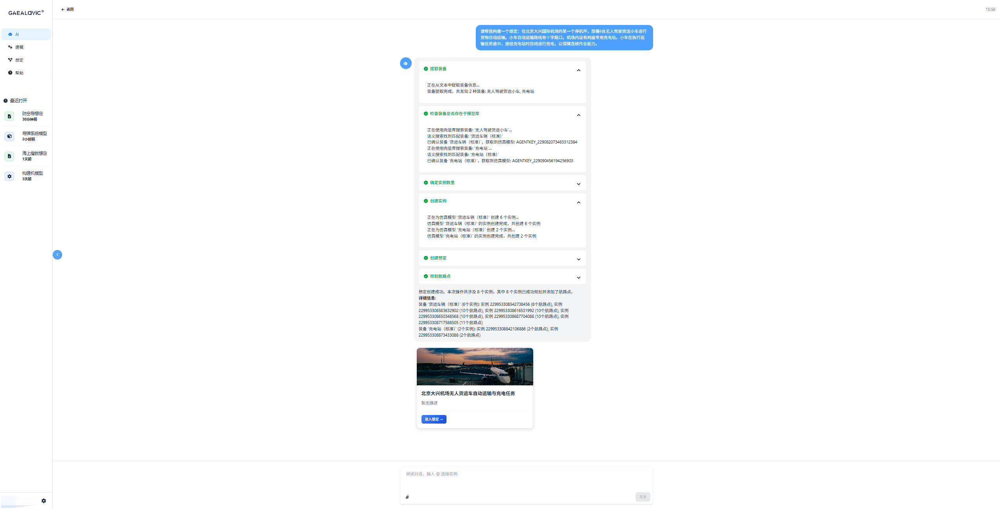 GAEALaViC®
AI
建模
想定
帮助
最近打开
防空导想定
30分钟前
导弹系统模型
2小时前
海上搜救想定
1天前
构建机模型
3天前
← 返回
15:56
请帮我构建一个想定：在北京大兴国际机场的某一个停机坪，部署6台无人驾驶货运小车进行
货物自动运输。小车自动运输路线有十字路口。机场内设有两座专用充电站。小车在执行运
输任务途中，途经充电站时自动进行充电，以保障连续作业能力。
提取装备
正在从文本中提取装备信息...
装备提取完成，共发现 2 种装备: 无人驾驶货运小车, 充电站
检查装备是否存在于模型库
正在使用向量库搜索装备: '无人驾驶货运小车'...
语义搜索找到匹配装备: '货运车辆（标准）'
已确认装备 '货运车辆（标准）'，获取到仿真模型: AGENTKEY_229082073463312384
正在使用向量库搜索装备: '充电站'...
语义搜索找到匹配装备: '充电站（标准）'
已确认装备 '充电站（标准）'，获取到仿真模型: AGENTKEY_229090456194256903
确定实例数量
创建实例
正在为仿真模型 '货运车辆（标准）' 创建 6 个实例...
仿真模型 '货运车辆（标准）' 的实例创建完成，共创建 6 个实例
正在为仿真模型 '充电站（标准）' 创建 2 个实例...
仿真模型 '充电站（标准）' 的实例创建完成，共创建 2 个实例
创建想定
规划航路点
想定创建成功。本次操作共涉及 8 个实例，其中 8 个实例已成功规划并添加了航路点。
详细信息:
装备 '货运车辆（标准）' (6个实例): 实例 229953308542738456 (8个航路点), 实例
229953308583632902 (10个航路点), 实例 229953308616531992 (10个航路点), 实例
229953308650348568 (10个航路点), 实例 229953308687704088 (10个航路点), 实例
229953308717588505 (11个航路点)
装备 '充电站（标准）' (2个实例): 实例 229953308842106886 (2个航路点), 实例
229953308873433088 (2个航路点)
北京大兴机场无人货运车自动运输与充电任务
暂无描述
进入想定 →
继续对话，输入 @ 选择实例
发送